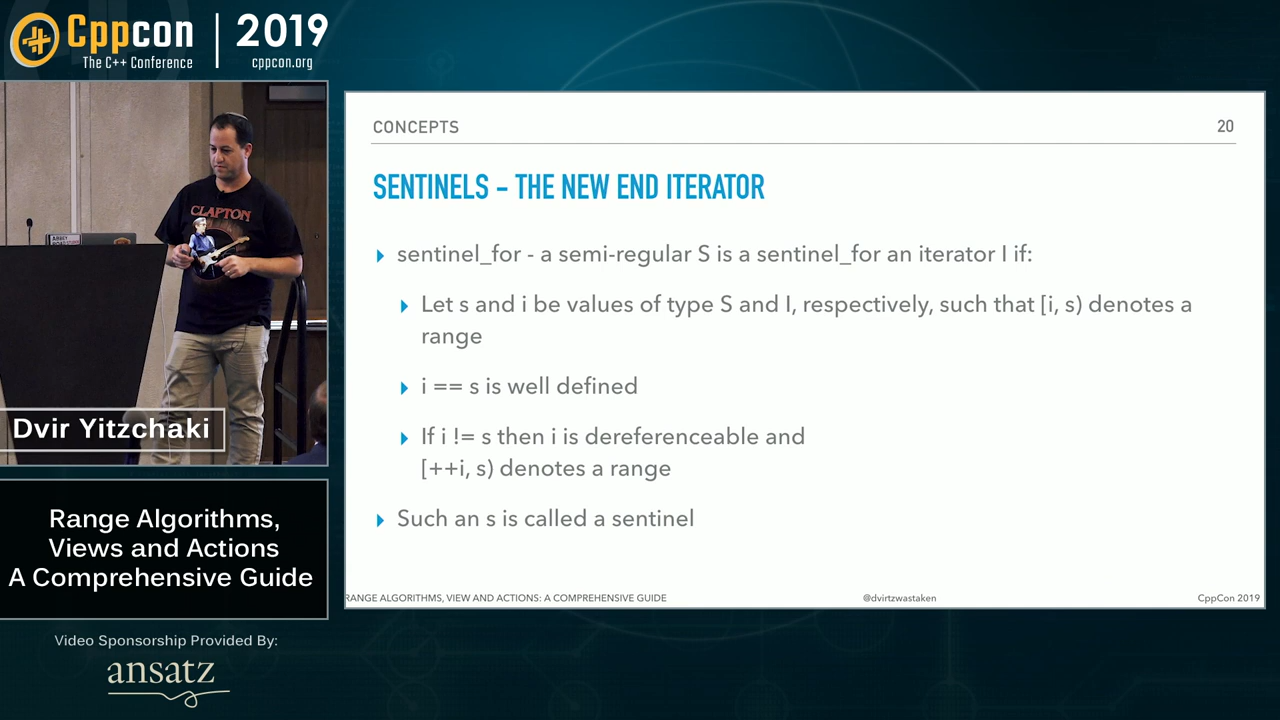 Cppcon
The C++ Conference
2019
cppcon.org
CLAPTON
Dvir Yitzchaki
Range Algorithms,
Views and Actions
A Comprehensive Guide
Video Sponsorship Provided By:
ansatz
CONCEPTS
20
SENTINELS - THE NEW END ITERATOR
sentinel_for - a semi-regular S is a sentinel_for an iterator I if:
Let s and i be values of type S and I, respectively, such that [i, s) denotes a
range
i == s is well defined
If i != s then i is dereferenceable and
[++i, s) denotes a range
Such an s is called a sentinel
RANGE ALGORITHMS, VIEW AND ACTIONS: A COMPREHENSIVE GUIDE
@dvirtzwastaken
CppCon 2019